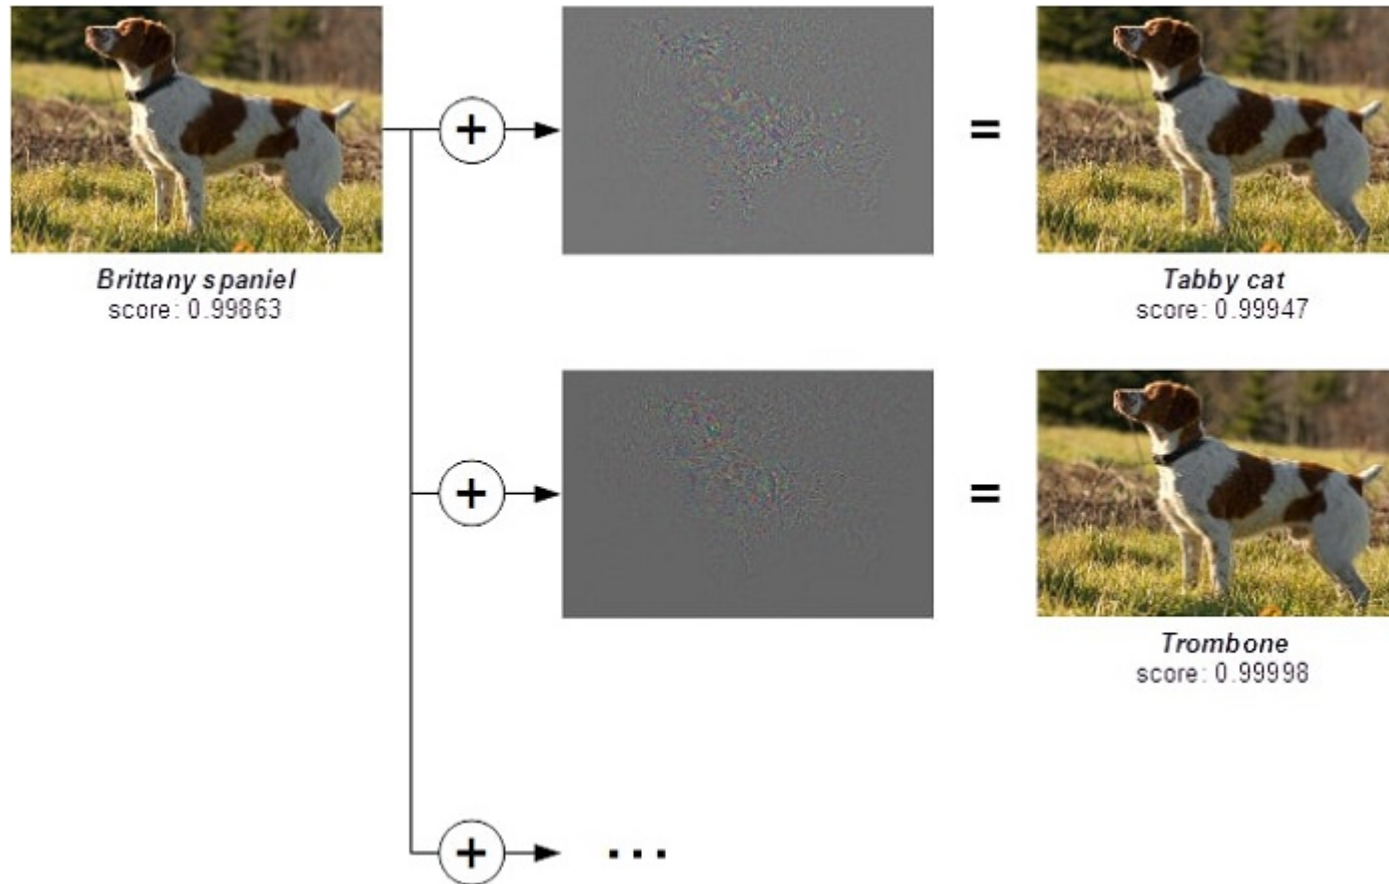 +
=
Brittany spaniel
score: 0.99863
Tabby cat
score: 0.99947
+
=
Trombone
score: 0.99998
+
...